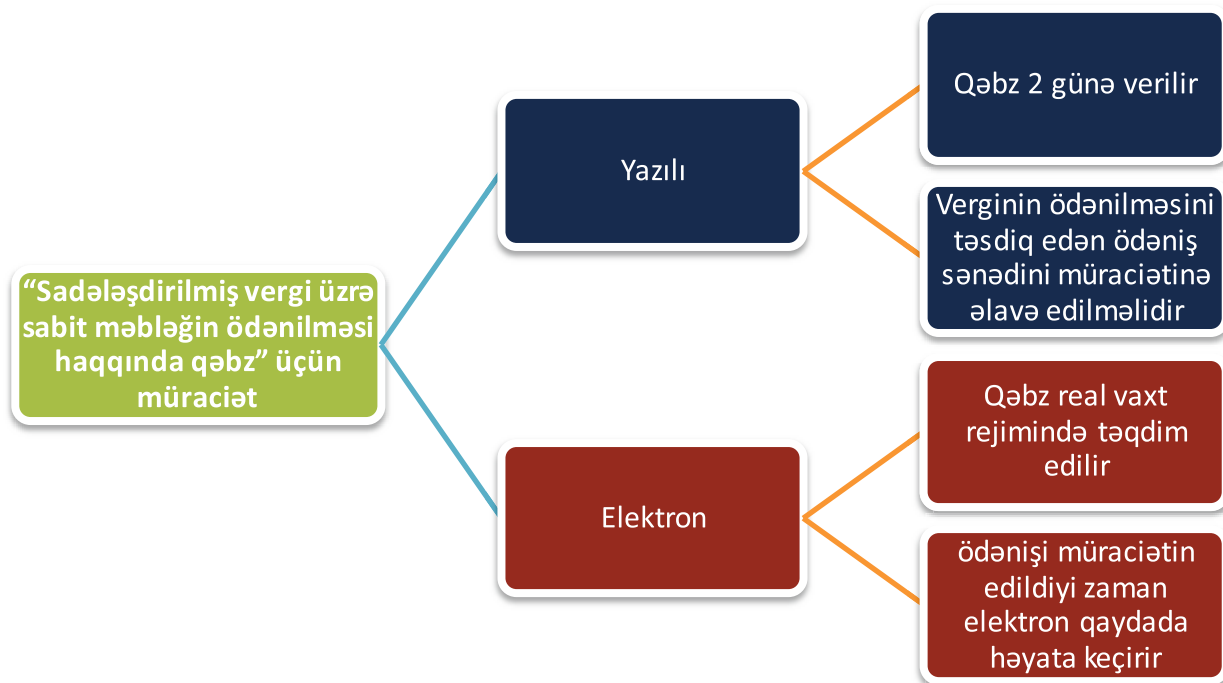 “Sadələşdirilmiş vergi üzrə
sabit məbləğin ödənilməsi
haqqında qəbz” üçün
müraciət
Yazılı
Qəbz 2 günə verilir
Verginin ödənilməsini
təsdiq edən ödəniş
sənədini müraciətinə
əlavə edilməlidir
Elektron
Qəbz real vaxt
rejimində təqdim
edilir
ödənişi müraciətin
edildiyi zaman
elektron qaydada
həyata keçirir